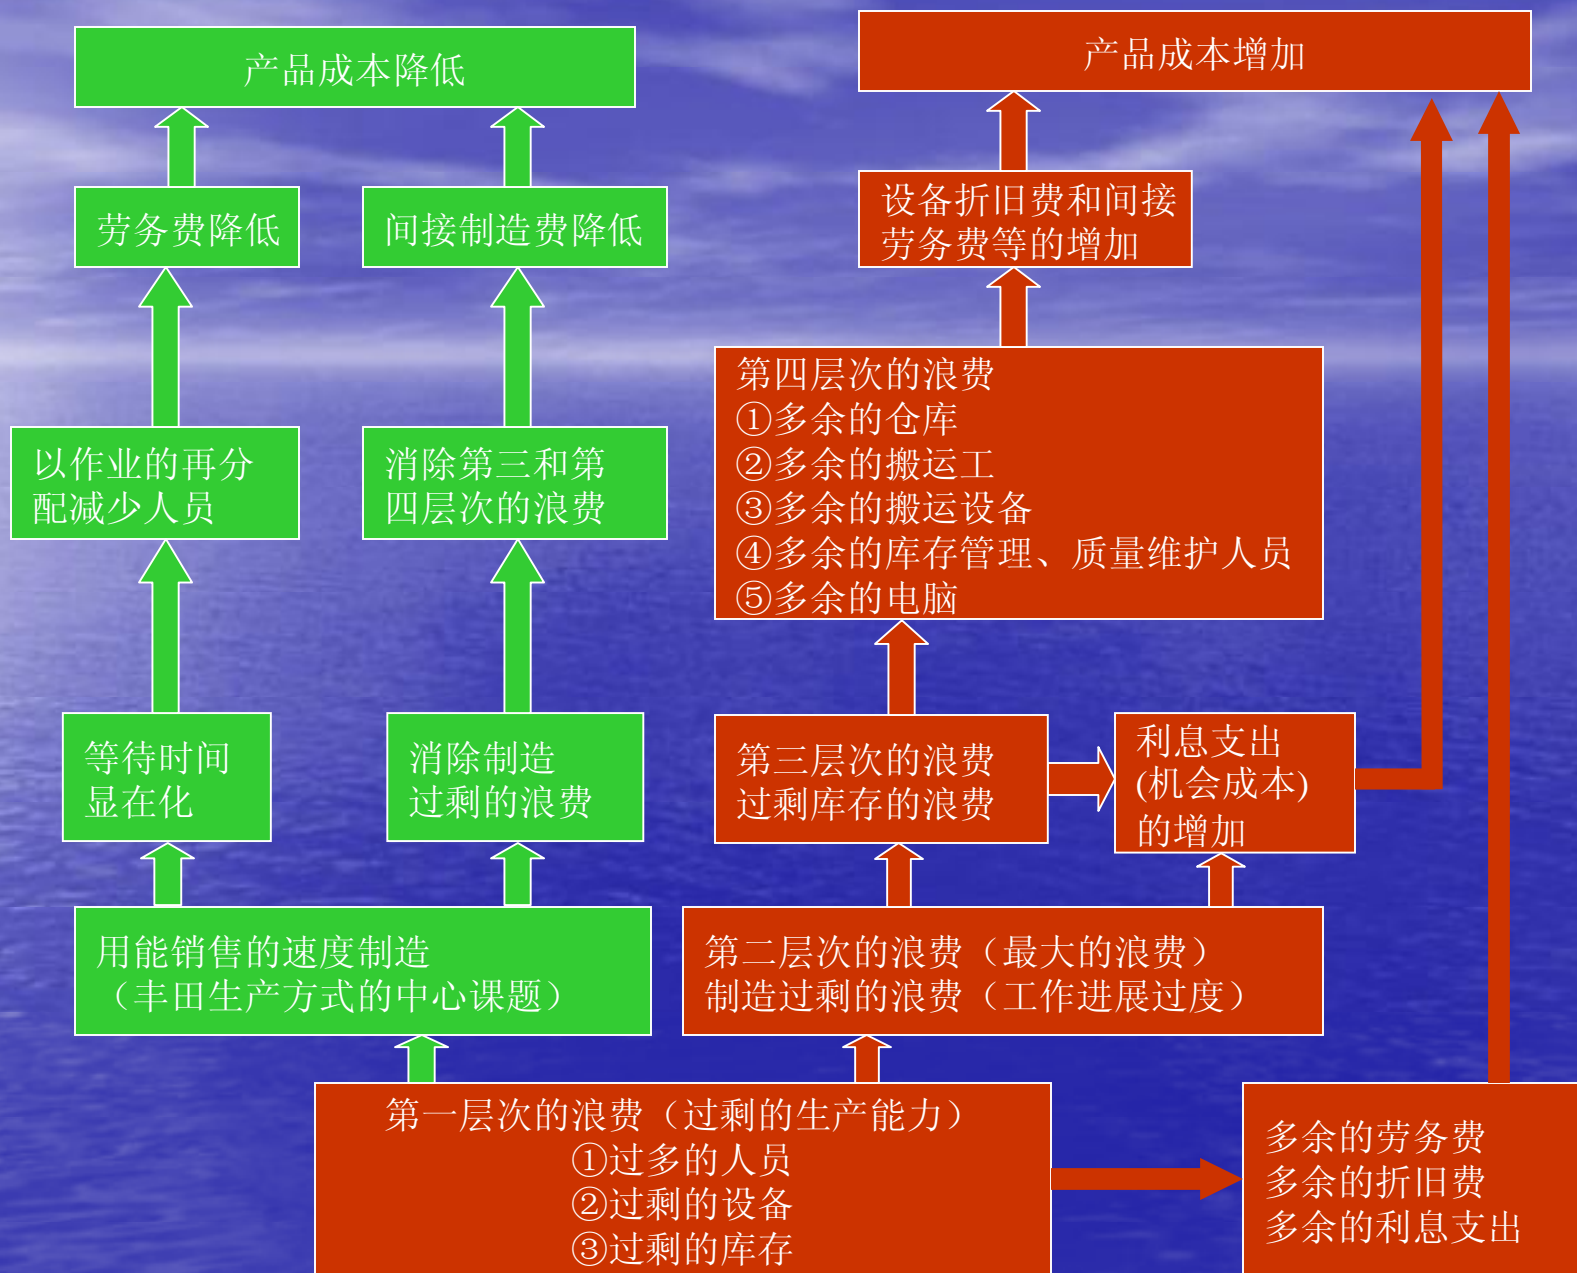 产品成本降低
产品成本增加
劳务费降低
间接制造费降低
设备折旧费和间接
劳务费等的增加
以作业的再分
配减少人员
消除第三和第
四层次的浪费
第四层次的浪费
①多余的仓库
②多余的搬运工
③多余的搬运设备
④多余的库存管理、质量维护人员
⑤多余的电脑
等待时间
显在化
消除制造
过剩的浪费
第三层次的浪费
过剩库存的浪费
利息支出
(机会成本)
的增加
用能销售的速度制造
（丰田生产方式的中心课题）
第二层次的浪费（最大的浪费）
制造过剩的浪费（工作进展过度）
第一层次的浪费（过剩的生产能力）
①过多的人员
②过剩的设备
③过剩的库存
多余的劳务费
多余的折旧费
多余的利息支出